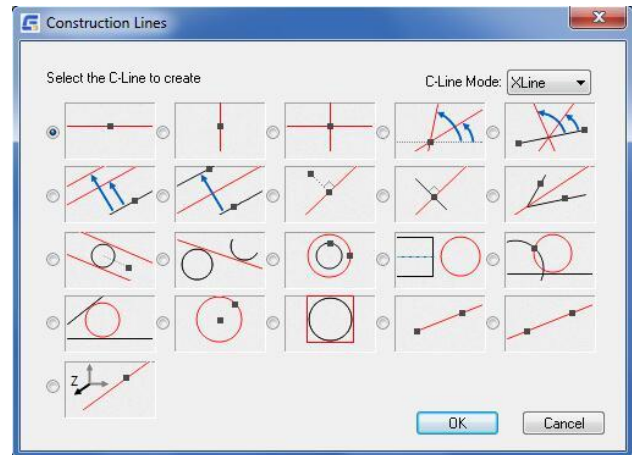 Construction Lines
Select the C-Line to create
C-Line Mode: XLine
Z
OK
Cancel